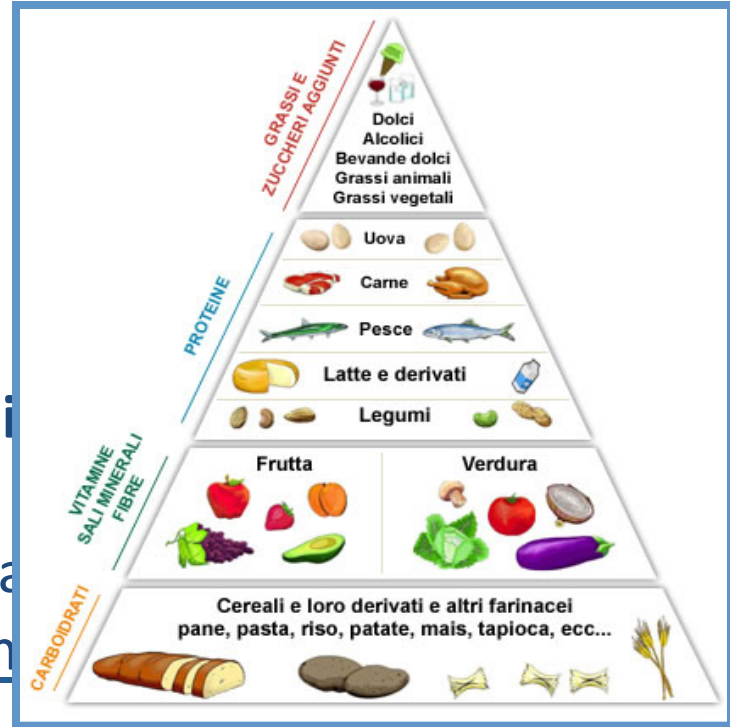 GRASSI E
ZUCCHERI AGGIUNTI
Dolci
Alcolici
Bevande dolci
Grassi animali
Grassi vegetali
PROTEINE
Uova
Carne
Pesce
Latte e derivati
Legumi
VITAMINE
SALI MINERALI
FIBRE
Frutta
Verdura
CARBOIDRATI
Cereali e loro derivati e altri farinacei
pane, pasta, riso, patate, mais, tapioca, ecc...